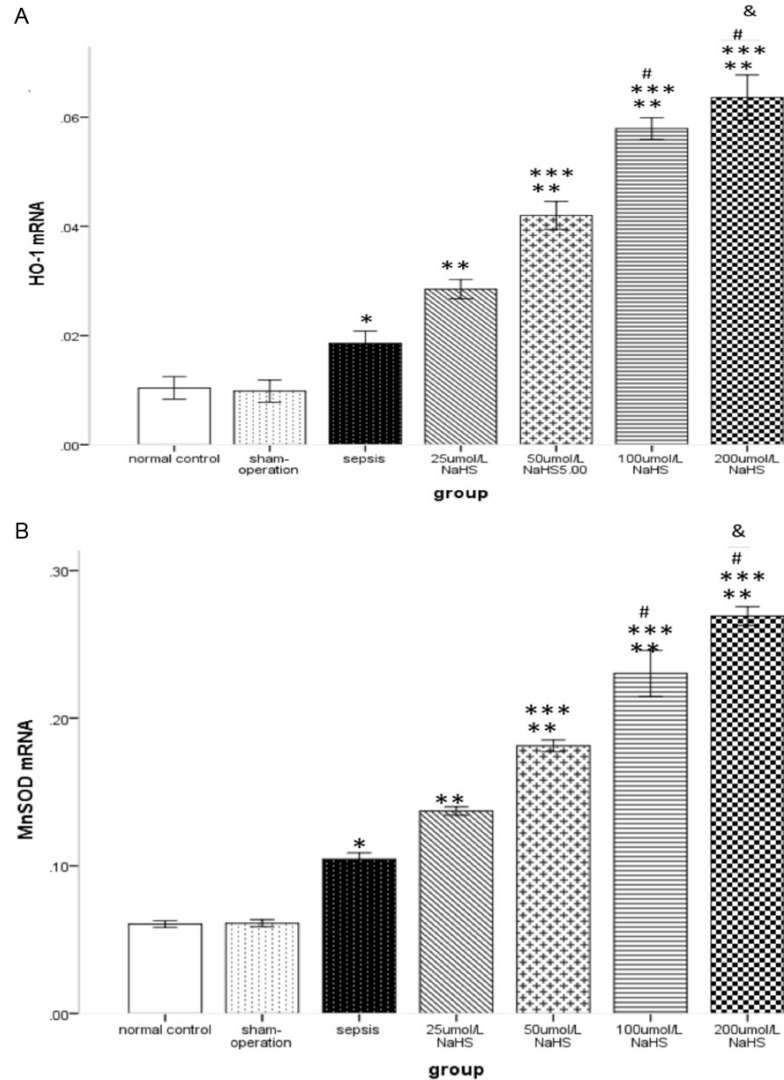 A
&
#
***
**
#
***
**
***
**
**
*
.06
.04
.02
.00
HO-1 mRNA
normal control
sham-
operation
sepsis
25umol/L
NaHS
50umol/L
NaHS5.00
100umol/L
NaHS
200umol/L
NaHS
group
B
&
#
***
**
#
***
**
***
**
**
*
.30
.20
.10
.00
MnSOD mRNA
normal control
sham-
operation
sepsis
25umol/L
NaHS
50umol/L
NaHS
100umol/L
NaHS
200umol/L
NaHS
group